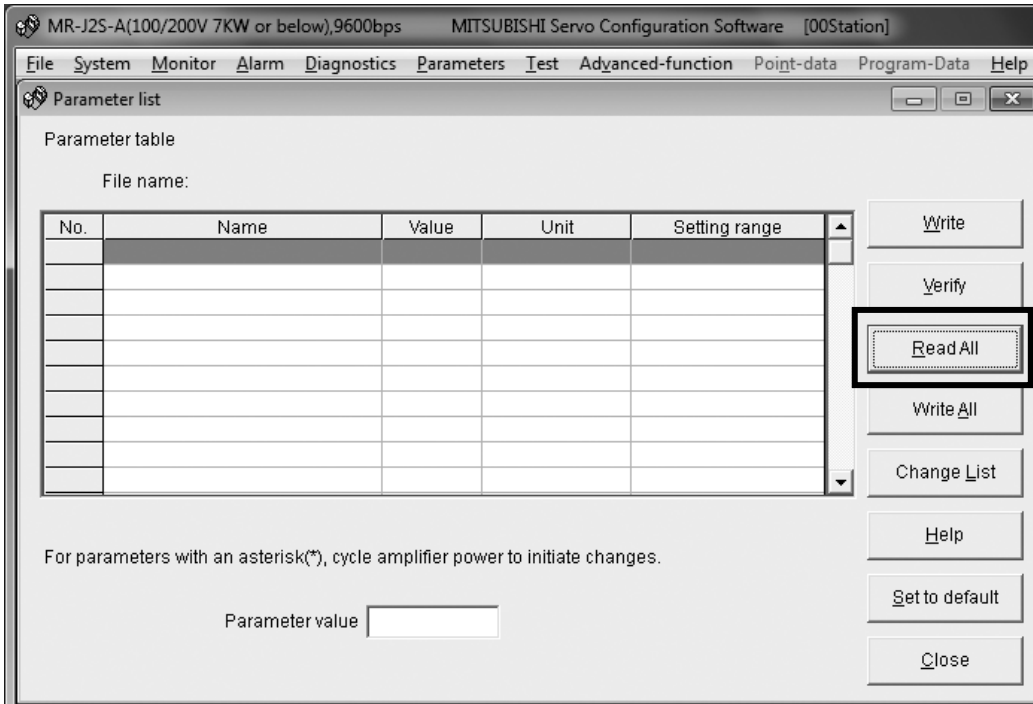 MR-J2S-A(100/200V 7KW or below),9600bps MITSUBISHI Servo Configuration Software [00Station]
File System Monitor Alarm Diagnostics Parameters Test Advanced-function Point-data Program-Data Help
Parameter list
Parameter table
File name:
No. Name Value Unit Setting range
Write
Verify
Read All
Write All
Change List
Help
For parameters with an asterisk(*), cycle amplifier power to initiate changes.
Set to default
Parameter value
Close